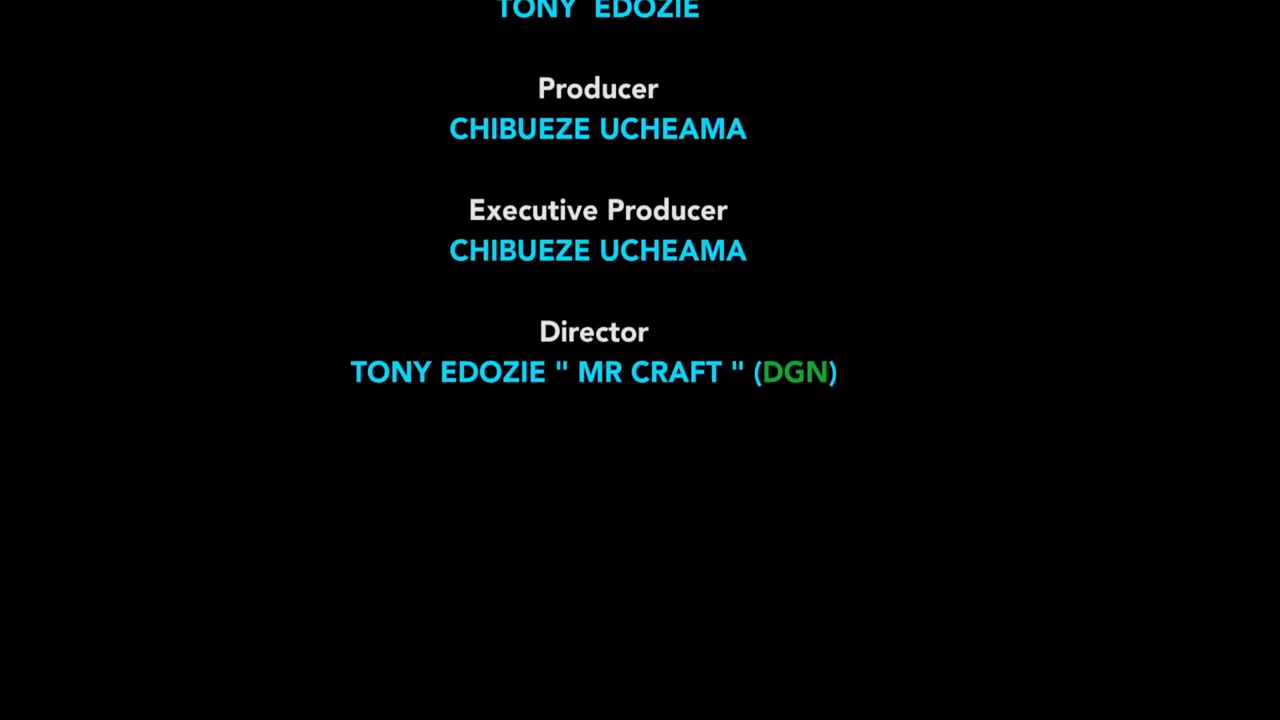 TONY EDOZIE
Producer
CHIBUEZE UCHEAMA
Executive Producer
CHIBUEZE UCHEAMA
Director
TONY EDOZIE " MR CRAFT " (DGN)